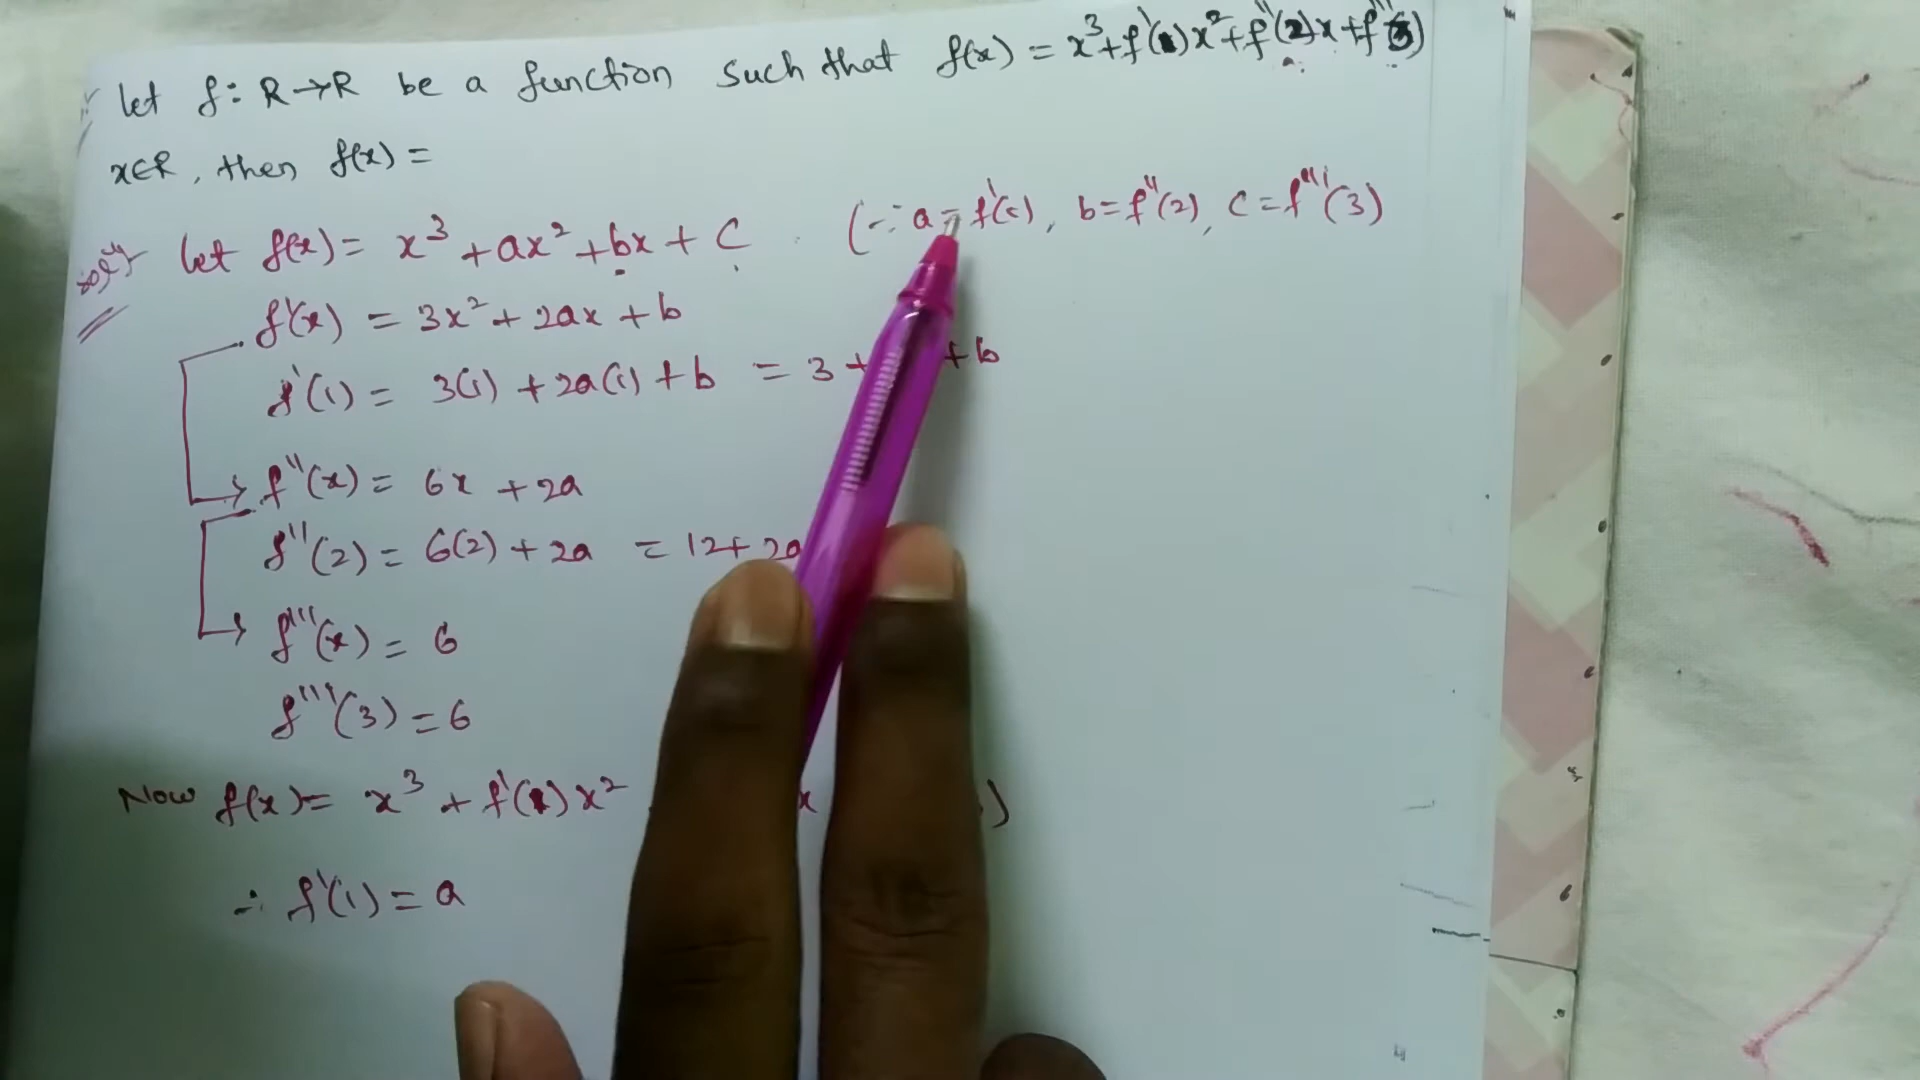 let f: R→R be a function such that f(x) = x³+f'(1)x²+f''(2)x+f'''(3)
x∈R, then f(x) =
Sol: let f(x) = x³ + ax² + bx + c (∵ a = f'(1), b = f''(2), c = f'''(3)
f'(x) = 3x² + 2ax + b
f'(1) = 3(1) + 2a(1) + b = 3 + + b
f''(x) = 6x + 2a
f''(2) = 6(2) + 2a = 12 + 2a
f'''(x) = 6
f'''(3) = 6
Now f(x) = x³ + f'(1)x² x )
∴ f'(1) = a